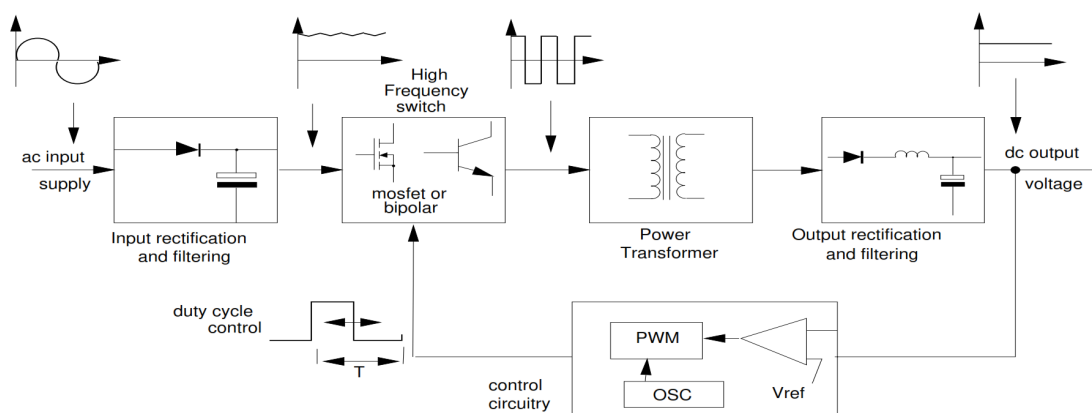 High
Frequency
switch
ac input
supply
mosfet or
bipolar
dc output
voltage
Input rectification
and filtering
Power
Transformer
Output rectification
and filtering
duty cycle
control
T
control
circuitry
PWM
OSC
Vref